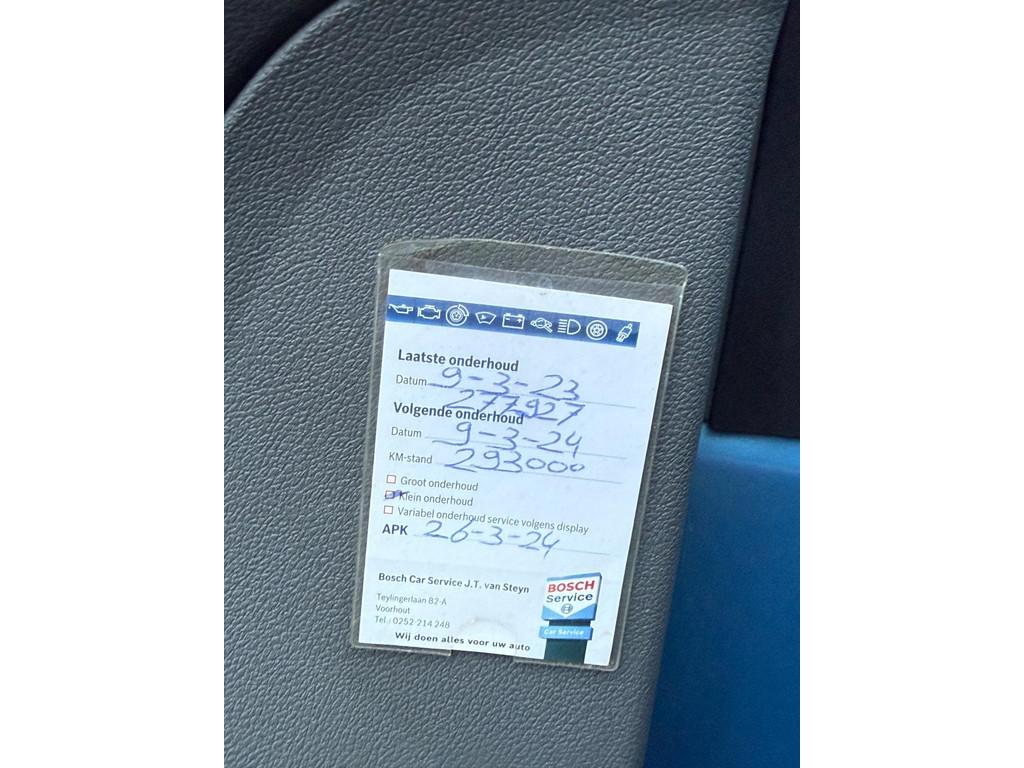 Laatste onderhoud
Datum 9-3-23
277927
Volgende onderhoud
Datum 9-3-24
KM-stand 293000
Groot onderhoud
Klein onderhoud
Variabel onderhoud service volgens display
APK 26-3-24
Bosch Car Service J.T. van Steyn
Teylingerlaan 82-A
Voorhout
Tel.: 0252-214 248
Wij doen alles voor uw auto
BOSCH
Service
Car Service